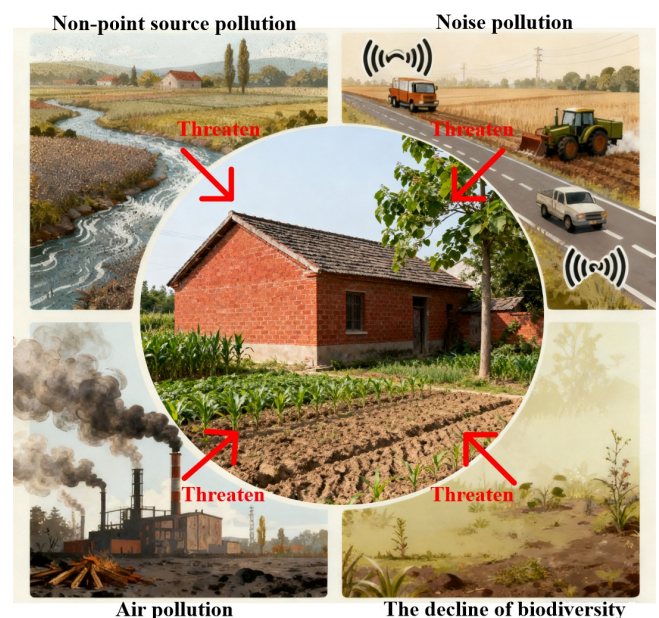 Non-point source pollution
Noise pollution
Threaten
Threaten
Threaten
Threaten
Air pollution
The decline of biodiversity